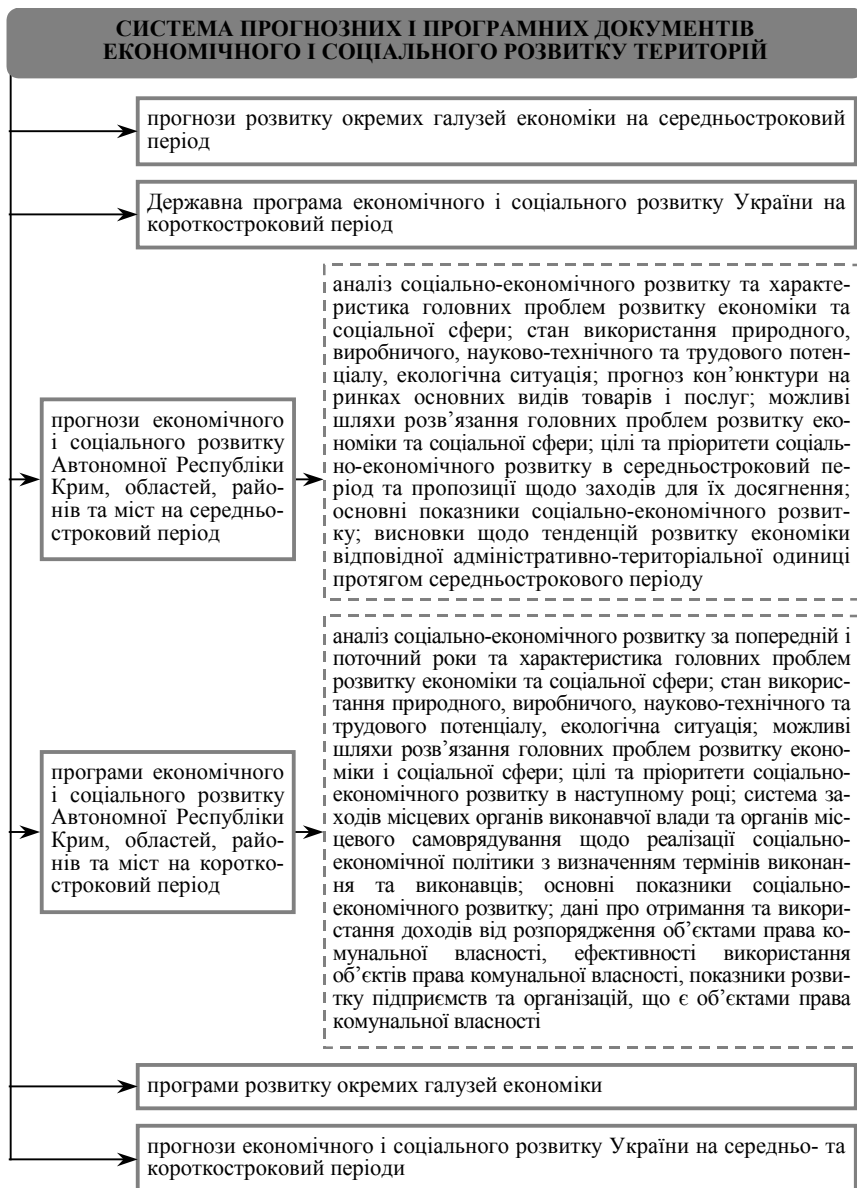 СИСТЕМА ПРОГНОЗНИХ І ПРОГРАМНИХ ДОКУМЕНТІВ
ЕКОНОМІЧНОГО І СОЦІАЛЬНОГО РОЗВИТКУ ТЕРИТОРІЙ
прогнози розвитку окремих галузей економіки на середньостроковий
період
Державна програма економічного і соціального розвитку України на
короткостроковий період
прогнози економічного
і соціального розвитку
Автономної Республіки
Крим, областей, райо-
нів та міст на середньо-
строковий період
аналіз соціально-економічного розвитку та характе-
ристика головних проблем розвитку економіки та
соціальної сфери; стан використання природного,
виробничого, науково-технічного та трудового потен-
ціалу, екологічна ситуація; прогноз кон’юнктури на
ринках основних видів товарів і послуг; можливі
шляхи розв’язання головних проблем розвитку еко-
номіки та соціальної сфери; цілі та пріоритети соціаль-
но-економічного розвитку в середньостроковий пе-
ріод та пропозиції щодо заходів для їх досягнення;
основні показники соціально-економічного розвит-
ку; висновки щодо тенденцій розвитку економіки
відповідної адміністративно-територіальної одиниці
протягом середньострокового періоду
програми економічного
і соціального розвитку
Автономної Республіки
Крим, областей, райо-
нів та міст на коротко-
строковий період
аналіз соціально-економічного розвитку за попередній і
поточний роки та характеристика головних проблем
розвитку економіки та соціальної сфери; стан викорис-
тання природного, виробничого, науково-технічного та
трудового потенціалу, екологічна ситуація; можливі
шляхи розв’язання головних проблем розвитку еконо-
міки і соціальної сфери; цілі та пріоритети соціально-
економічного розвитку в наступному році; система за-
ходів місцевих органів виконавчої влади та органів міс-
цевого самоврядування щодо реалізації соціально-
економічної політики з визначенням термінів виконан-
ня та виконавців; основні показники соціально-
економічного розвитку; дані про отримання та викори-
стання доходів від розпорядження об’єктами права ко-
мунальної власності, ефективності використання
об’єктів права комунальної власності, показники розви-
тку підприємств та організацій, що є об’єктами права
комунальної власності
програми розвитку окремих галузей економіки
прогнози економічного і соціального розвитку України на середньо- та
короткостроковий періоди